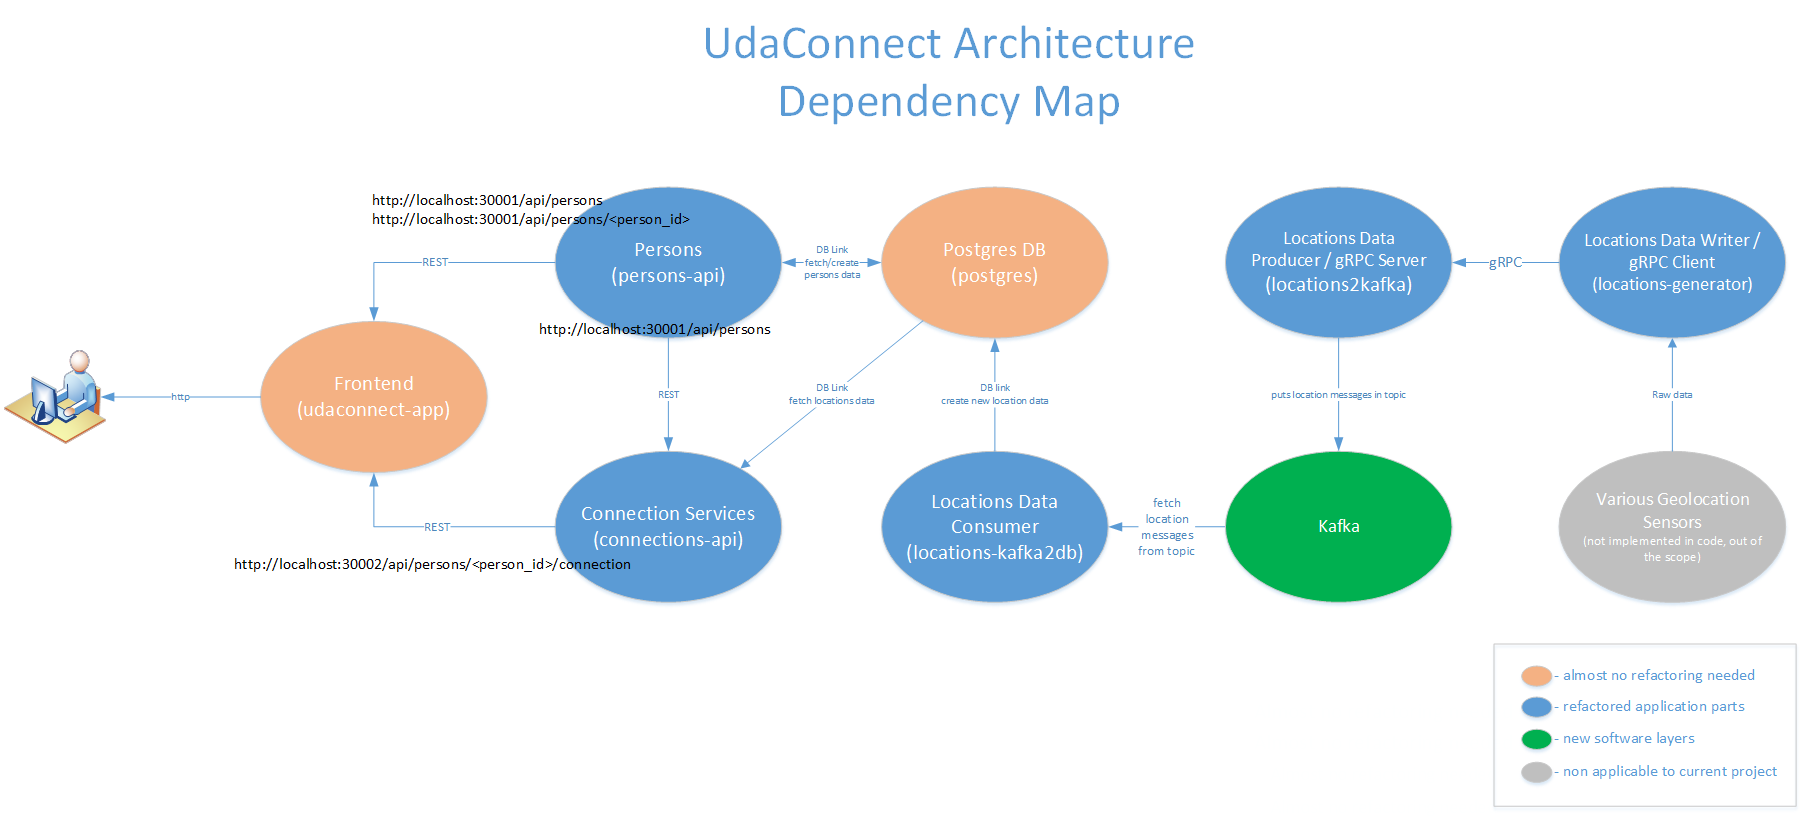 UdaConnect Architecture
Dependency Map
http://localhost:30001/api/persons
http://localhost:30001/api/persons/<person_id>
Persons
(persons-api)
http://localhost:30001/api/persons
REST
DB Link
fetch/create
persons data
Postgres DB
(postgres)
Locations Data
Producer / gRPC Server
(locations2kafka)
gRPC
Locations Data Writer /
gRPC Client
(locations-generator)
Frontend
(udaconnect-app)
http
REST
DB Link
fetch locations data
DB link
create new location data
puts location messages in topic
Raw data
REST
Connection Services
(connections-api)
http://localhost:30002/api/persons/<person_id>/connection
Locations Data
Consumer
(locations-kafka2db)
fetch
location
messages
from topic
Kafka
Various Geolocation
Sensors
(not implemented in code, out of
the scope)
- almost no refactoring needed
- refactored application parts
- new software layers
- non applicable to current project